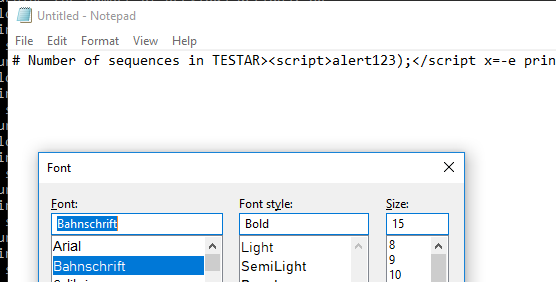 Untitled - Notepad
File Edit Format View Help
# Number of sequences in TESTAR><script>alert123);</script x=-e prin
Font
Font: Font style: Size:
Bahnschrift Bold 15
Arial Light 8
Bahnschrift SemiLight 9
10